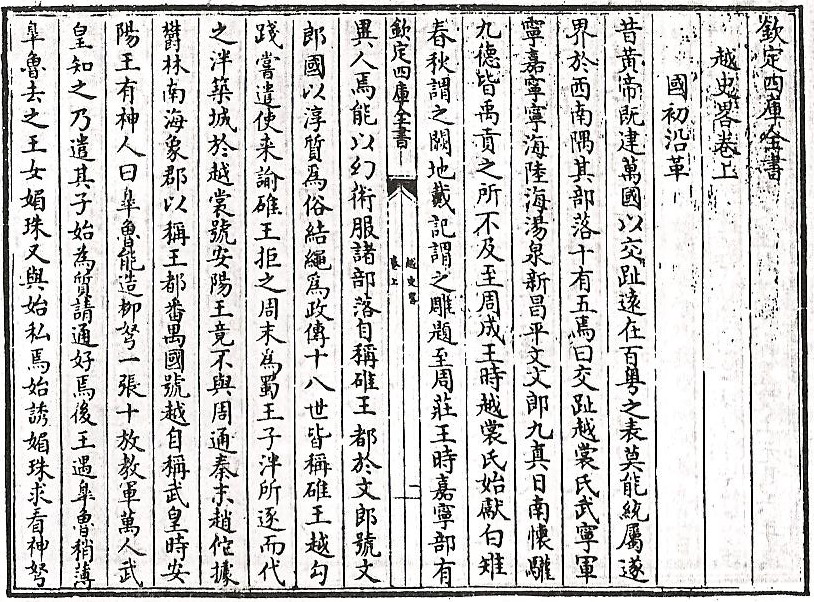 欽定四庫全書
越史畧卷上
國初沿革
昔黄帝既建萬國以交趾逺在百粤之表莫能統屬遂
界於西南隅其部落十有五焉曰交趾越裳氏武寧軍
寧嘉寧寧海陸海湯泉新昌平文文郎九真日南懷驩
九德皆禹貢之所不及至周成王時越裳氏始獻白雉
春秋謂之闕地戴記謂之雕題至周莊王時嘉寧部有
欽定四庫全書
越史畧
卷上
異人焉能以幻術服諸部落自稱碓王都於文郎號文
郎國以淳質為俗結繩為政傳十八世皆稱碓王越勾
踐嘗遣使来諭碓王拒之周末為蜀王子泮所逐而代
之泮築城於越裳號安陽王竟不與周通秦末趙佗據
欝林南海象郡以稱王都番禺國號越自稱武皇時安
陽王有神人曰臯魯能造柳弩一張十放教軍萬人武
皇知之乃遣其子始為質請通好焉後王遇臯魯稍薄
臯魯去之王女媚珠又與始私焉始誘媚珠求看神弩